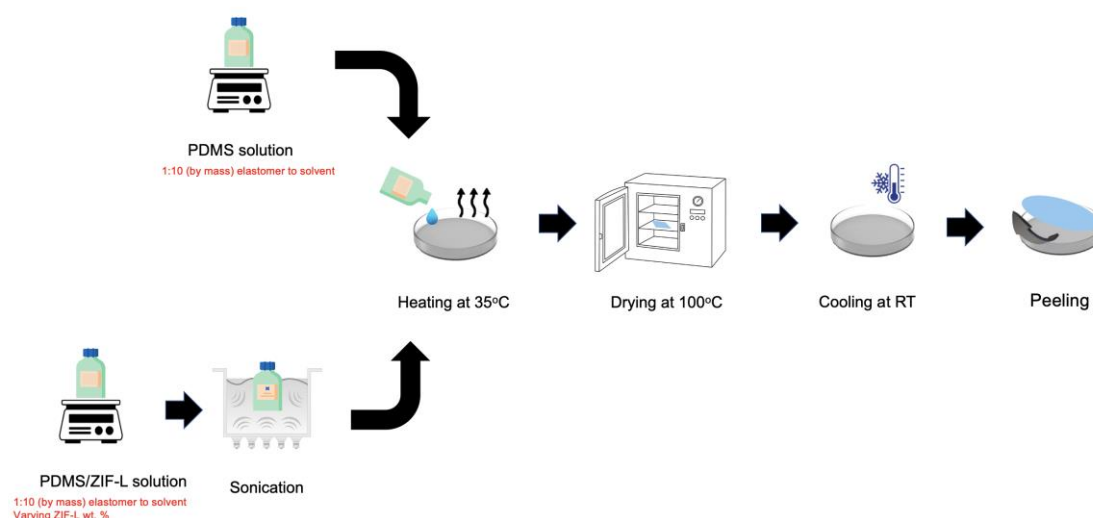 PDMS solution
1:10 (by mass) elastomer to solvent
Heating at 35°C
Drying at 100°C
Cooling at RT
Peeling
PDMS/ZIF-L solution
1:10 (by mass) elastomer to solvent
Varying ZIF-L wt. %
Sonication